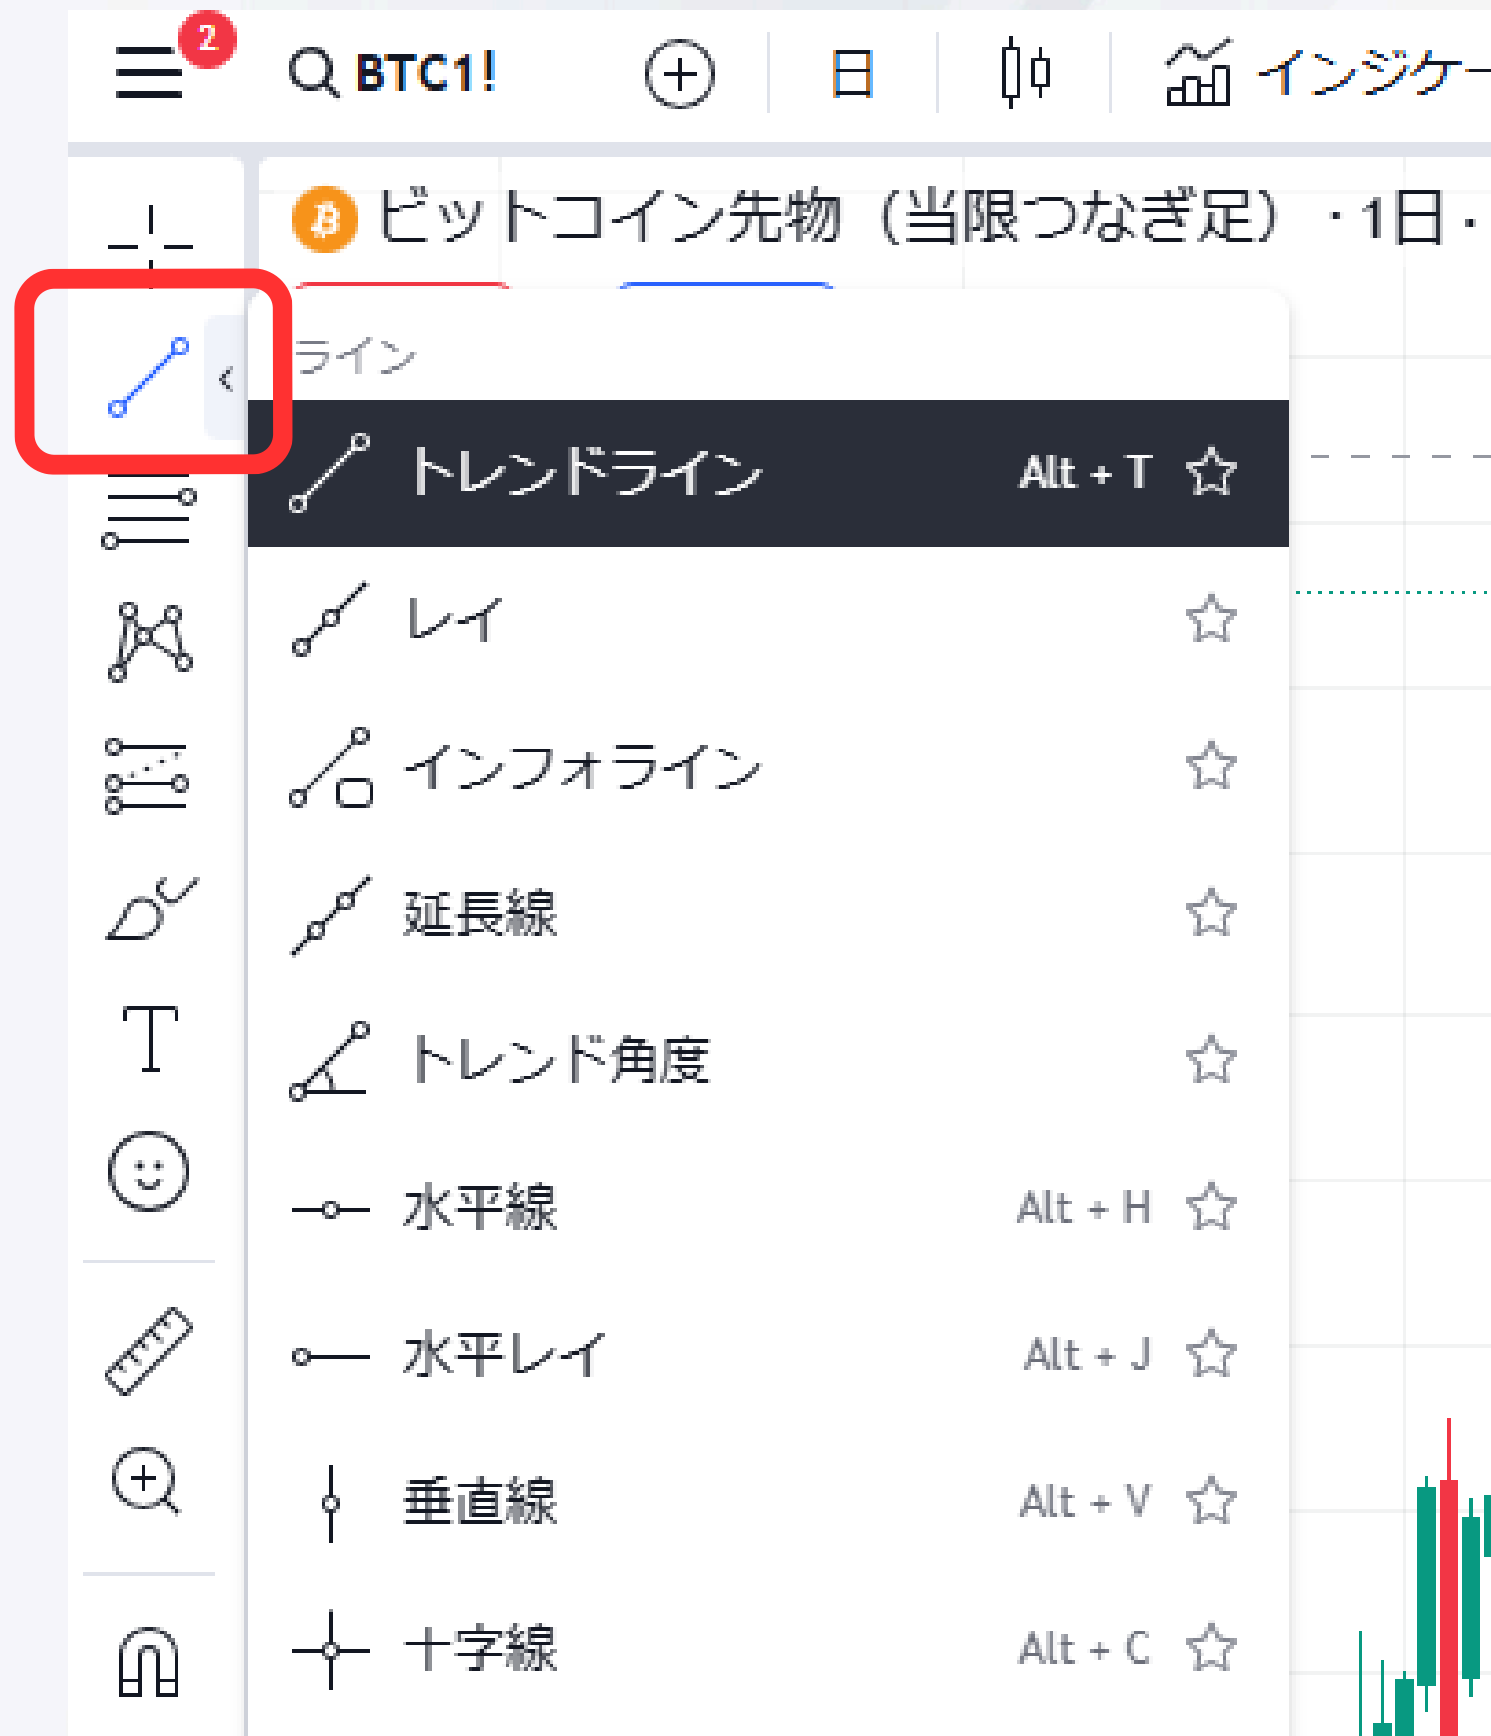 2
BTC1!
日
インジケー
ビットコイン先物（当限つなぎ足）・1日・
ライン
トレンドライン Alt + T
レイ
インフォライン
延長線
トレンド角度
水平線 Alt + H
水平レイ Alt + J
垂直線 Alt + V
十字線 Alt + C